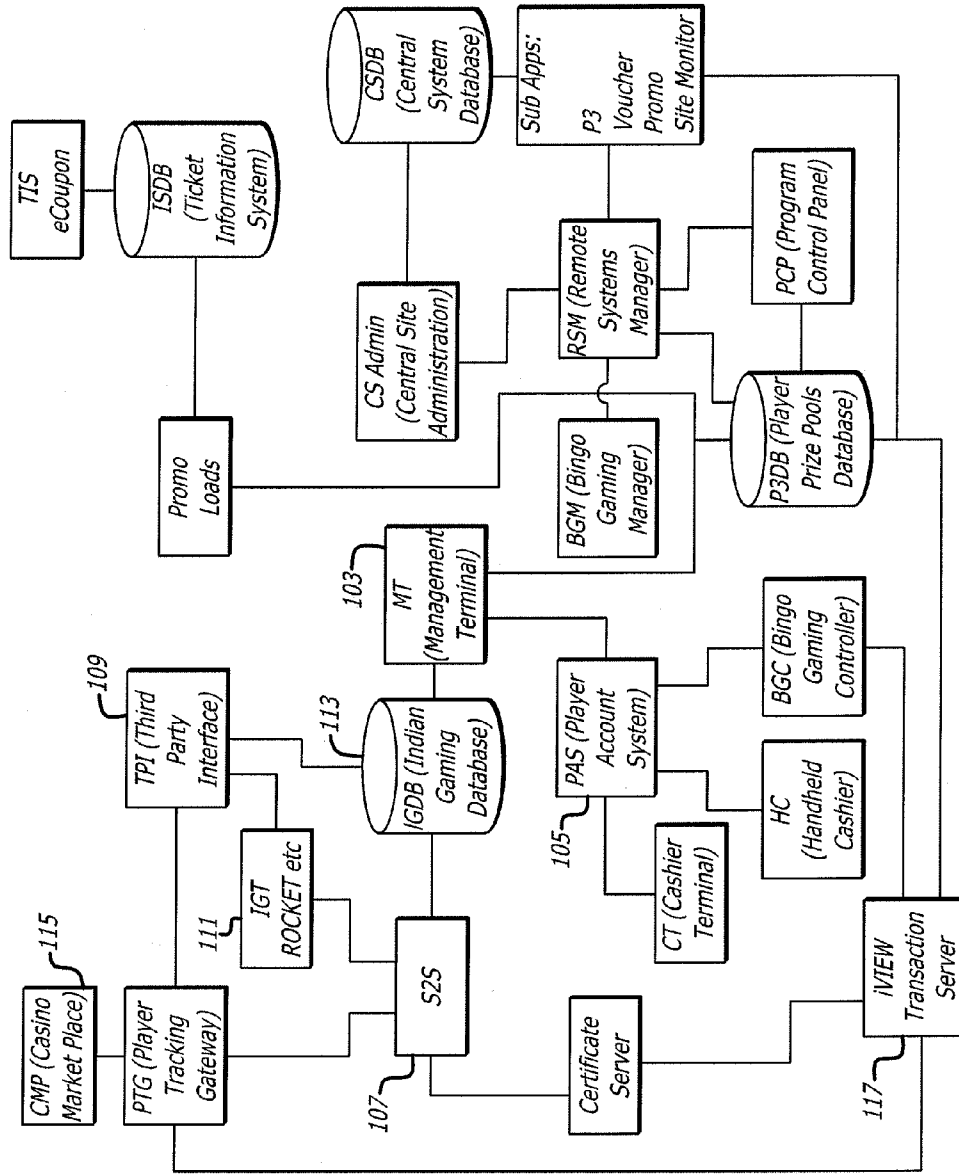 TIS
eCoupon
ISDB
(Ticket
Information
System)
Promo
Loads
CSDB
(Central
System
Database)
CS Admin
(Central Site
Administration)
Sub Apps:
P3
Voucher
Promo
Site Monitor
RSM (Remote
Systems
Manager)
BGM (Bingo
Gaming
Manager)
PCP (Program
Control Panel)
P3DB (Player
Prize Pools
Database)
103
MT
(Management
Terminal)
109
TPI (Third
Party
Interface)
113
IGDB (Indian
Gaming
Database)
105
PAS (Player
Account
System)
BGC (Bingo
Gaming
Controller)
HC
(Handheld
Cashier)
CT (Cashier
Terminal)
115
CMP (Casino
Market Place)
PTG (Player
Tracking
Gateway)
111
IGT
ROCKET etc
S2S
107
Certificate
Server
iVIEW
Transaction
Server
117